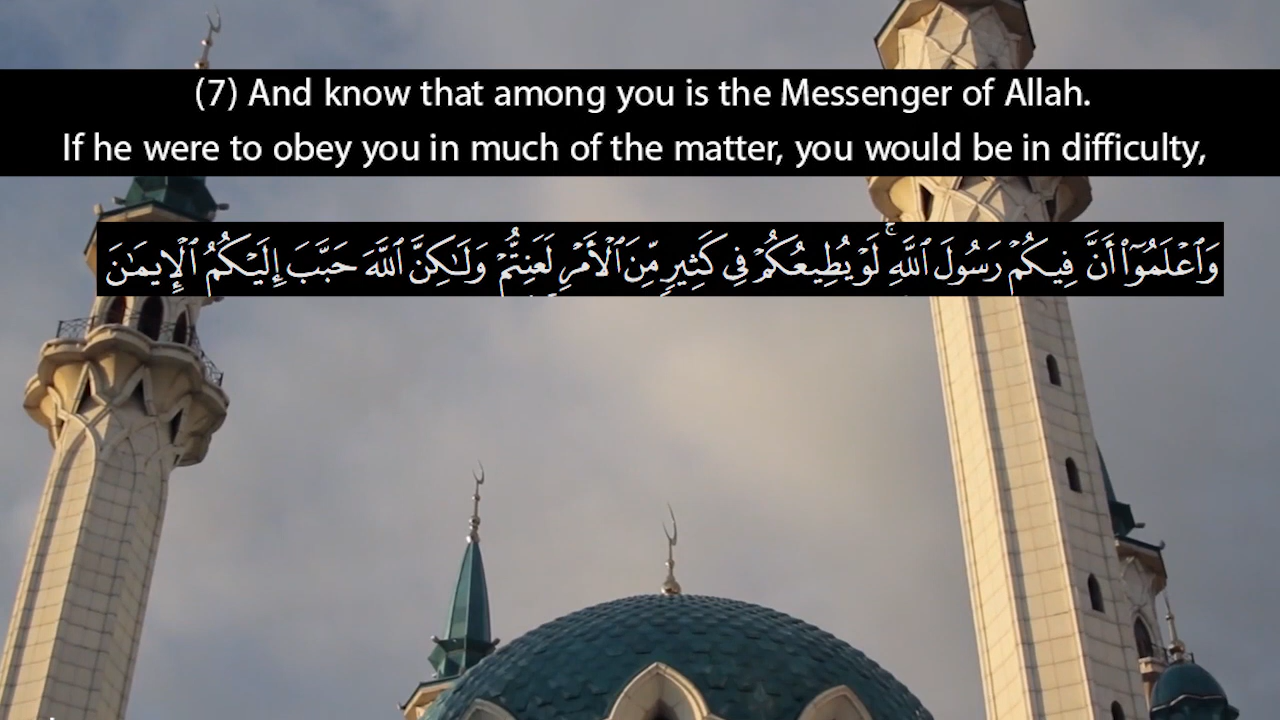 (7) And know that among you is the Messenger of Allah.
If he were to obey you in much of the matter, you would be in difficulty,
وَٱعۡلَمُوٓاْ أَنَّ فِيكُمۡ رَسُولَ ٱللَّهِۚ لَوۡ يُطِيعُكُمۡ فِي كَثِيرٖ مِّنَ ٱلۡأَمۡرِ لَعَنِتُّمۡ وَلَٰكِنَّ ٱللَّهَ حَبَّبَ إِلَيۡكُمُ ٱلۡإِيمَٰنَ